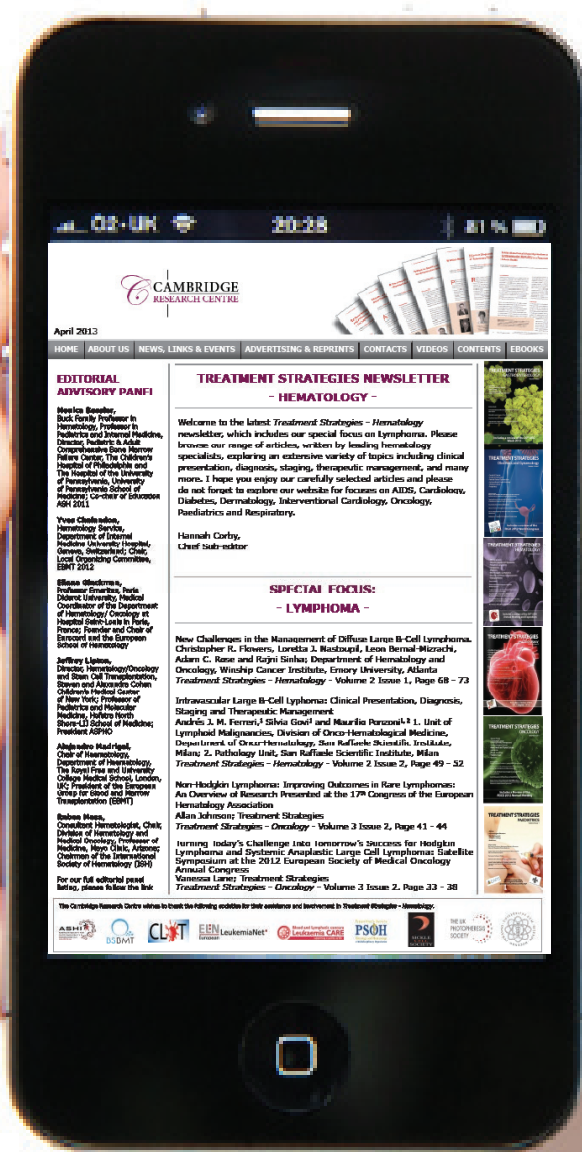 O2-UK 20:28 81 %
CAMBRIDGE
RESEARCH CENTRE
April 2013
HOME ABOUT US NEWS, LINKS & EVENTS ADVERTISING & REPRINTS CONTACTS VIDEOS CONTENTS EBOOKS
EDITORIAL
ADVISORY PANEL
Monica Bessler,
Buck Family Professor in
Hematology, Professor in
Pediatrics and Internal Medicine,
Director, Pediatric & Adult
Comprehensive Bone Marrow
Failure Center, The Children's
Hospital of Philadelphia and
The Hospital of the University
of Pennsylvania, University
of Pennsylvania School of
Medicine; Co-chair of Education
ASH 2011
Yves Chalandon,
Hematology Service,
Department of Internal
Medicine University Hospital,
Geneva, Switzerland; Chair,
Local Organizing Committee,
EBMT 2012
Eliane Gluckman,
Professor Emeritus, Paris
Diderot University, Medical
Coordinator of the Department
of Hematology/ Oncology at
Hospital Saint-Louis in Paris,
France; Founder and Chair of
Eurocord and the European
School of Hematology
Jeffrey Lipton,
Director, Hematology/Oncology
and Stem Cell Transplantation,
Steven and Alexandra Cohen
Children's Medical Center
of New York; Professor of
Pediatrics and Molecular
Medicine, Hofstra North
Shore-LIJ School of Medicine;
President ASPHO
Alejandro Madrigal,
Chair of Haematology,
Department of Haematology,
The Royal Free and University
College Medical School, London,
UK; President of the European
Group for Blood and Marrow
Transplantation (EBMT)
Ruben Mesa,
Consultant Hematologist, Chair,
Division of Hematology and
Medical Oncology, Professor of
Medicine, Mayo Clinic, Arizona;
Chairman of the International
Society of Hematology (ISH)
For our full editorial panel
listing, please follow the link
TREATMENT STRATEGIES NEWSLETTER
- HEMATOLOGY -
Welcome to the latest Treatment Strategies - Hematology
newsletter, which includes our special focus on Lymphoma. Please
browse our range of articles, written by leading hematology
specialists, exploring an extensive variety of topics including clinical
presentation, diagnosis, staging, therapeutic management, and many
more. I hope you enjoy our carefully selected articles and please
do not forget to explore our website for focuses on AIDS, Cardiology,
Diabetes, Dermatology, Interventional Cardiology, Oncology,
Paediatrics and Respiratory.
Hannah Corby,
Chief Sub-editor
SPECIAL FOCUS:
- LYMPHOMA -
New Challenges in the Management of Diffuse Large B-Cell Lymphoma.
Christopher R. Flowers, Loretta J. Nastoupil, Leon Bernal-Mizrachi,
Adam C. Rose and Rajni Sinha; Department of Hematology and
Oncology, Winship Cancer Institute, Emory University, Atlanta
Treatment Strategies - Hematology - Volume 2 Issue 1, Page 68 - 73
Intravascular Large B-Cell Lyphoma: Clinical Presentation, Diagnosis,
Staging and Therapeutic Management
Andrés J. M. Ferreri,¹ Silvia Govi¹ and Maurilio Ponzoni¹,² 1. Unit of
Lymphoid Malignancies, Division of Onco-Hematological Medicine,
Department of Onco-Hematology, San Raffaele Scientific Institute,
Milan; 2. Pathology Unit, San Raffaele Scientific Institute, Milan
Treatment Strategies - Hematology - Volume 2 Issue 2, Page 49 - 52
Non-Hodgkin Lymphoma: Improving Outcomes in Rare Lymphomas:
An Overview of Research Presented at the 17th Congress of the European
Hematology Association
Allan Johnson; Treatment Strategies
Treatment Strategies - Oncology - Volume 3 Issue 2, Page 41 - 44
Turning Today's Challenge Into Tomorrow's Success for Hodgkin
Lymphoma and Systemic Anaplastic Large Cell Lymphoma: Satellite
Symposium at the 2012 European Society of Medical Oncology
Annual Congress
Vanessa Lane; Treatment Strategies
Treatment Strategies - Oncology - Volume 3 Issue 2. Page 33 - 38
TREATMENT STRATEGIES
TREATMENT STRATEGIES
TREATMENT STRATEGIES
HEMATOLOGY
TREATMENT STRATEGIES
TREATMENT STRATEGIES
ONCOLOGY
TREATMENT STRATEGIES
PAEDIATRICS
The Cambridge Research Centre wishes to thank the following societies for their assistance and involvement in Treatment Strategies - Hematology.
ASHI
BSBMT
CLOT
ELN LeukemiaNet
European
Leukaemia CARE
PSOH
THE UK
PHOTOPHERESIS
SOCIETY